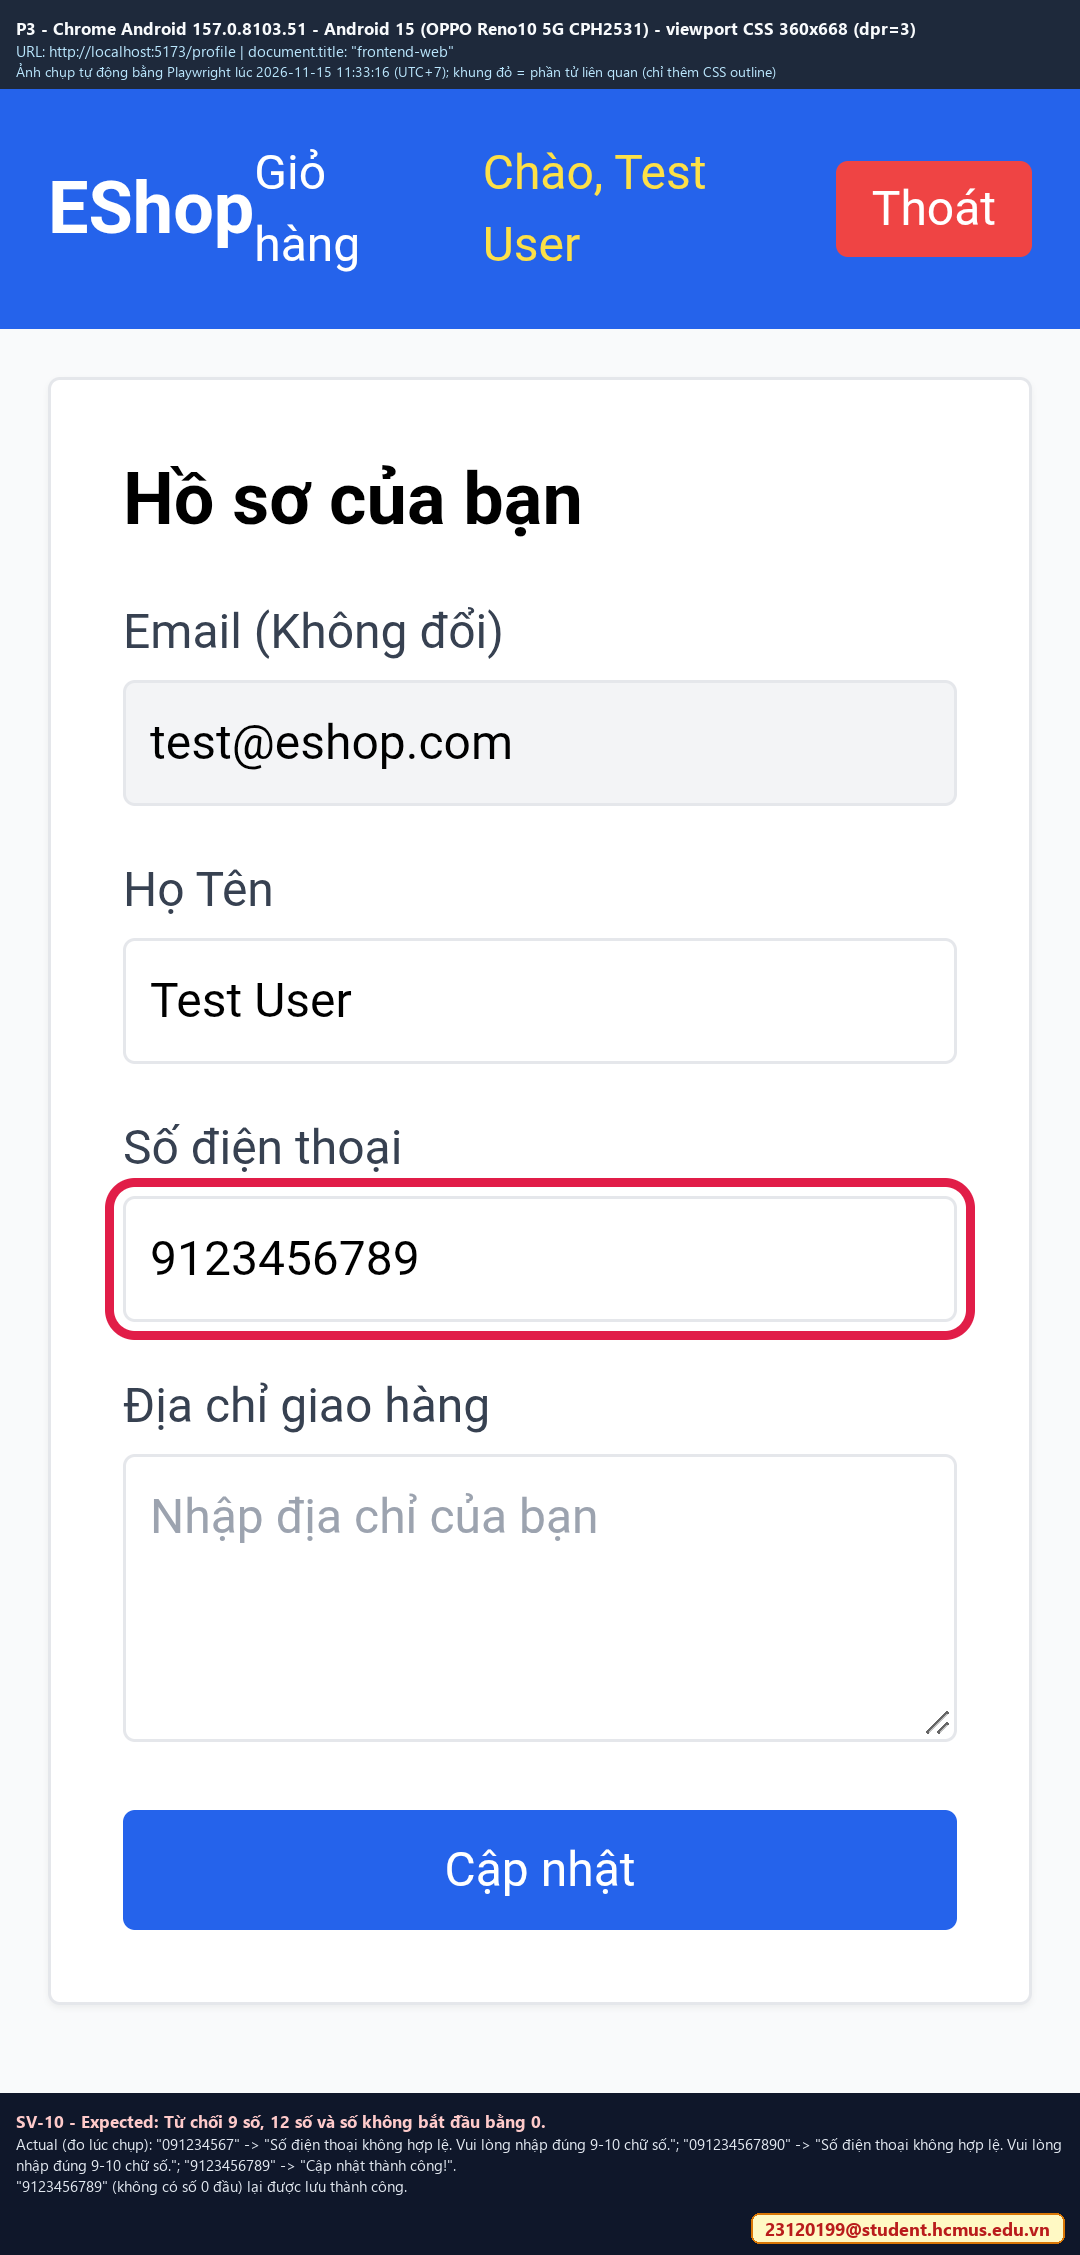 P3 - Chrome Android 157.0.8103.51 - Android 15 (OPPO Reno10 5G CPH2531) - viewport CSS 360x668 (dpr=3)
URL: http://localhost:5173/profile | document.title: "frontend-web"
Ảnh chụp tự động bằng Playwright lúc 2026-11-15 11:33:16 (UTC+7); khung đỏ = phần tử liên quan (chỉ thêm CSS outline)
EShop
Giỏ
hàng
Chào, Test
User
Thoát
Hồ sơ của bạn
Email (Không đổi)
test@eshop.com
Họ Tên
Test User
Số điện thoại
9123456789
Địa chỉ giao hàng
Nhập địa chỉ của bạn
Cập nhật
SV-10 - Expected: Từ chối 9 số, 12 số và số không bắt đầu bằng 0.
Actual (đo lúc chụp): "091234567" -> "Số điện thoại không hợp lệ. Vui lòng nhập đúng 9-10 chữ số."; "091234567890" -> "Số điện thoại không hợp lệ. Vui lòng
nhập đúng 9-10 chữ số."; "9123456789" -> "Cập nhật thành công!".
"9123456789" (không có số 0 đầu) lại được lưu thành công.
23120199@student.hcmus.edu.vn